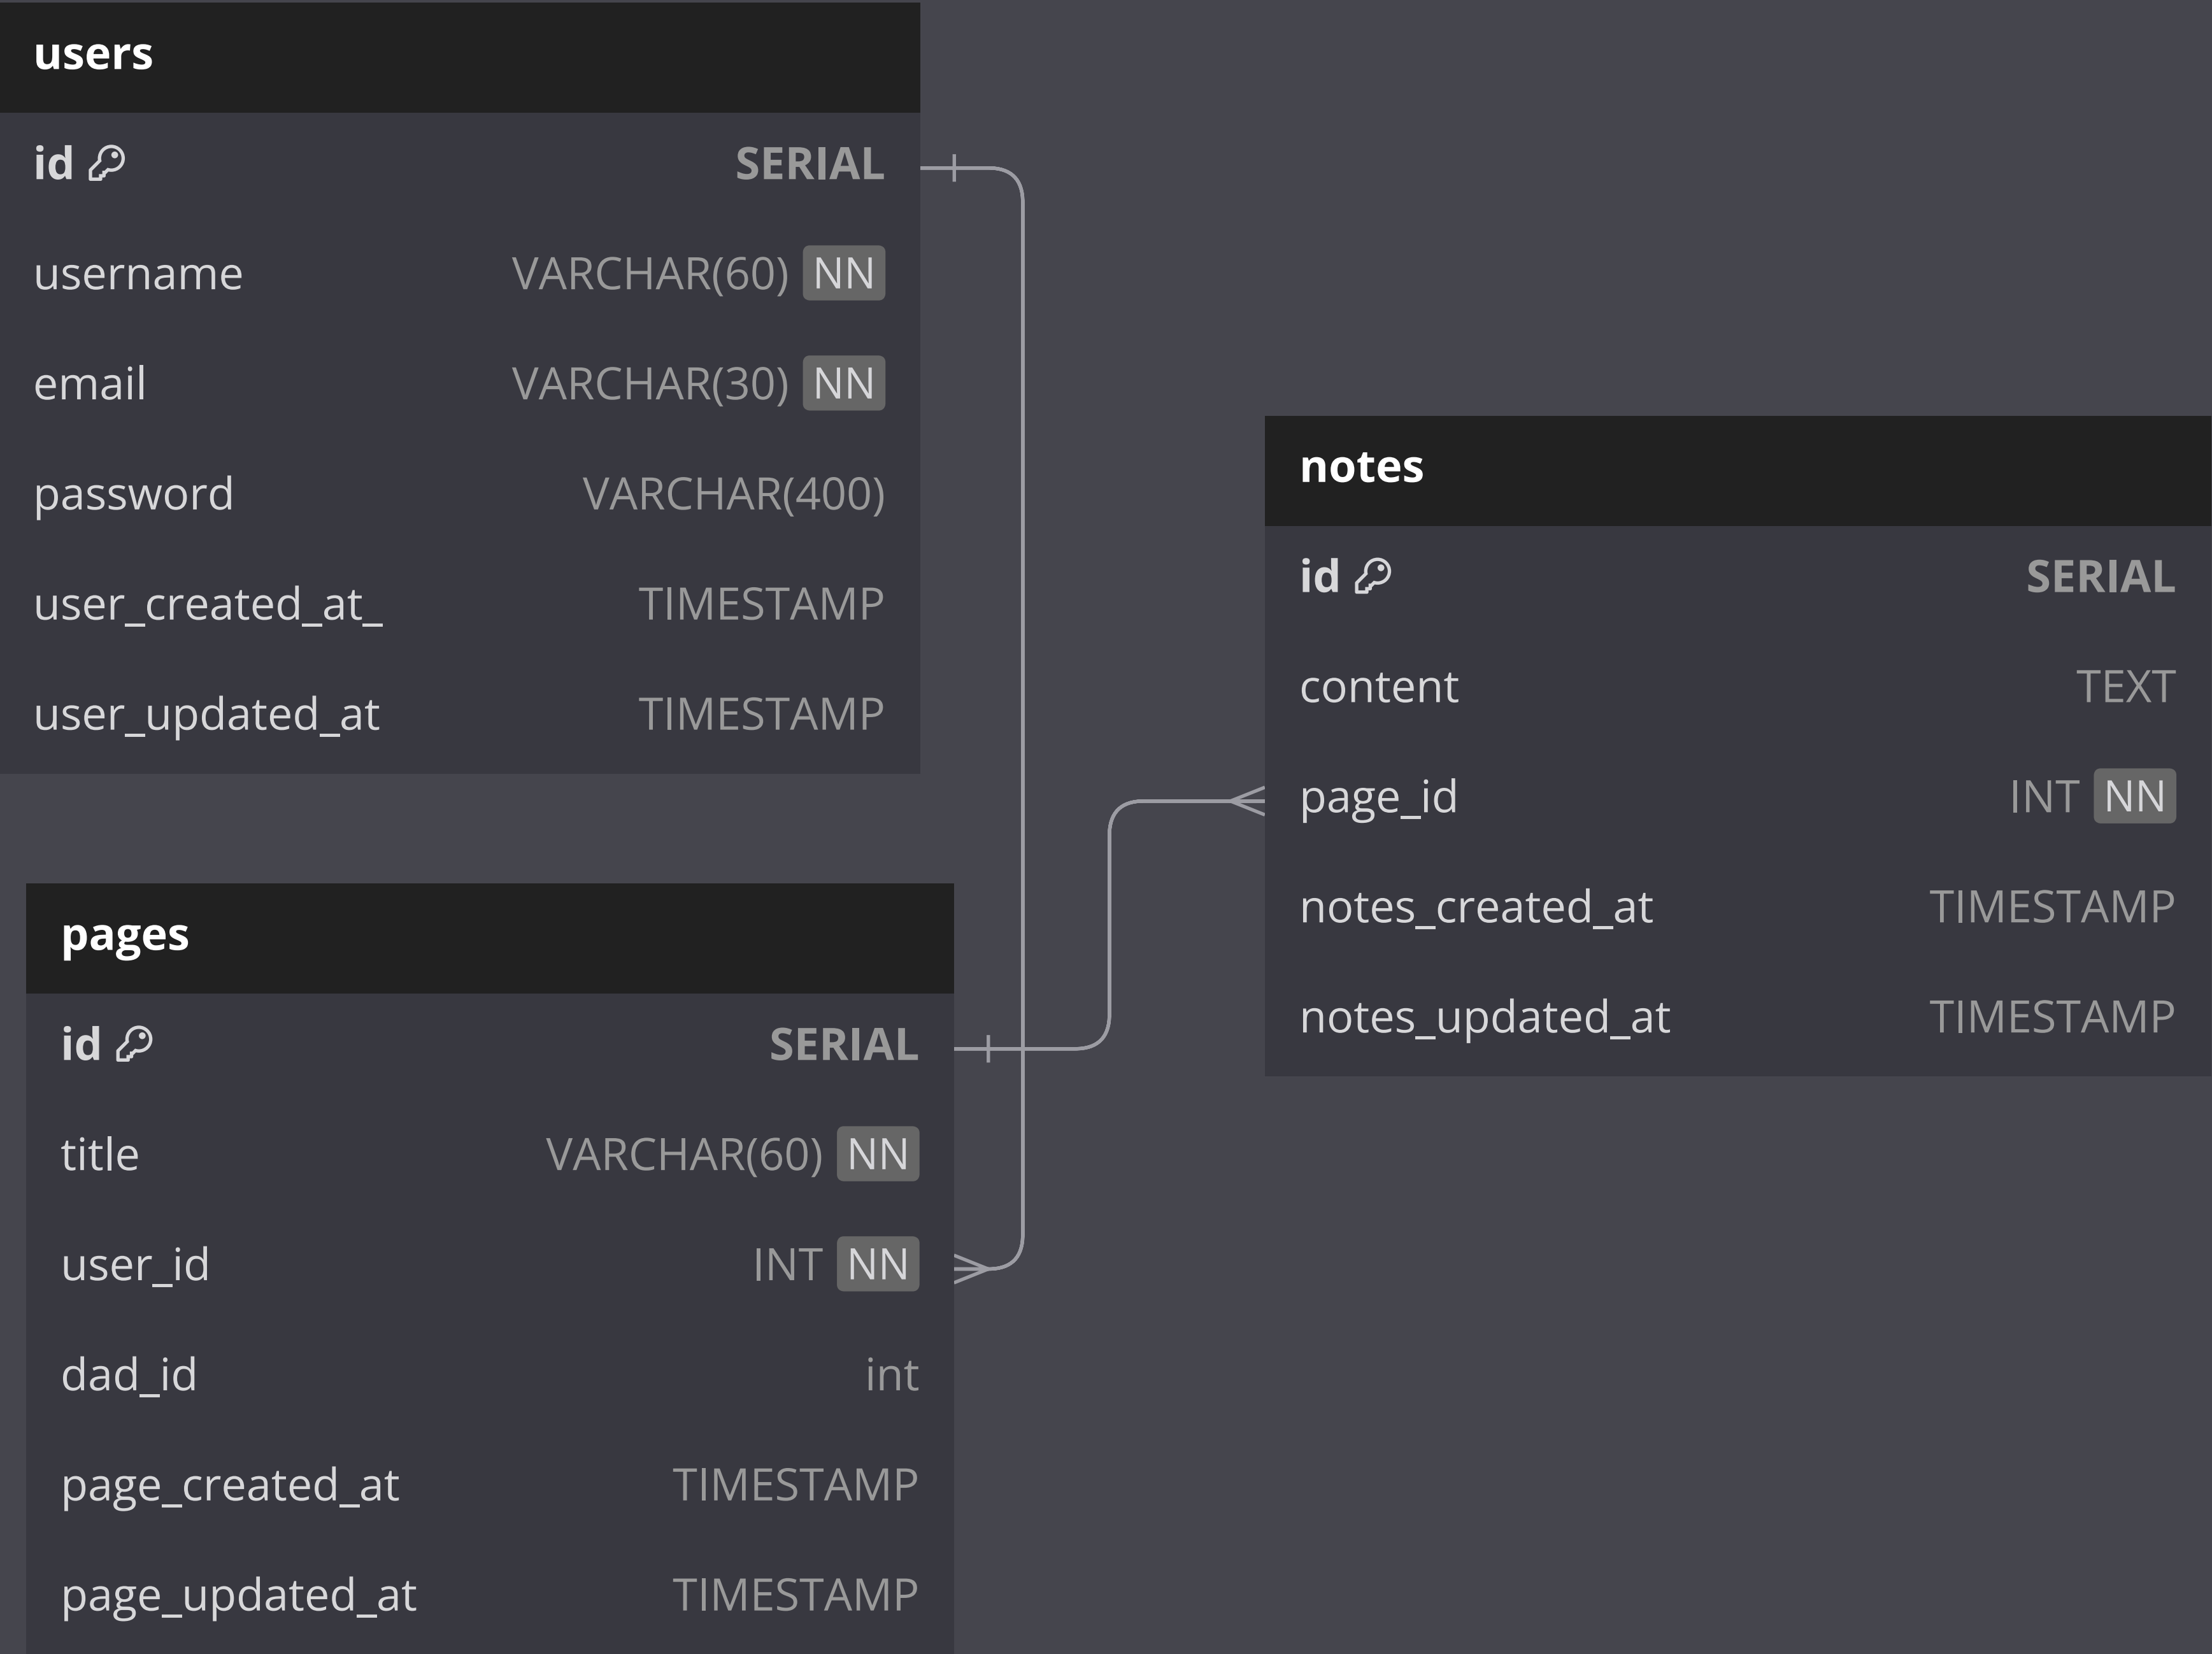 users
id SERIAL
username VARCHAR(60) NN
email VARCHAR(30) NN
password VARCHAR(400)
user_created_at_ TIMESTAMP
user_updated_at TIMESTAMP
notes
id SERIAL
content TEXT
page_id INT NN
notes_created_at TIMESTAMP
notes_updated_at TIMESTAMP
pages
id SERIAL
title VARCHAR(60) NN
user_id INT NN
dad_id int
page_created_at TIMESTAMP
page_updated_at TIMESTAMP